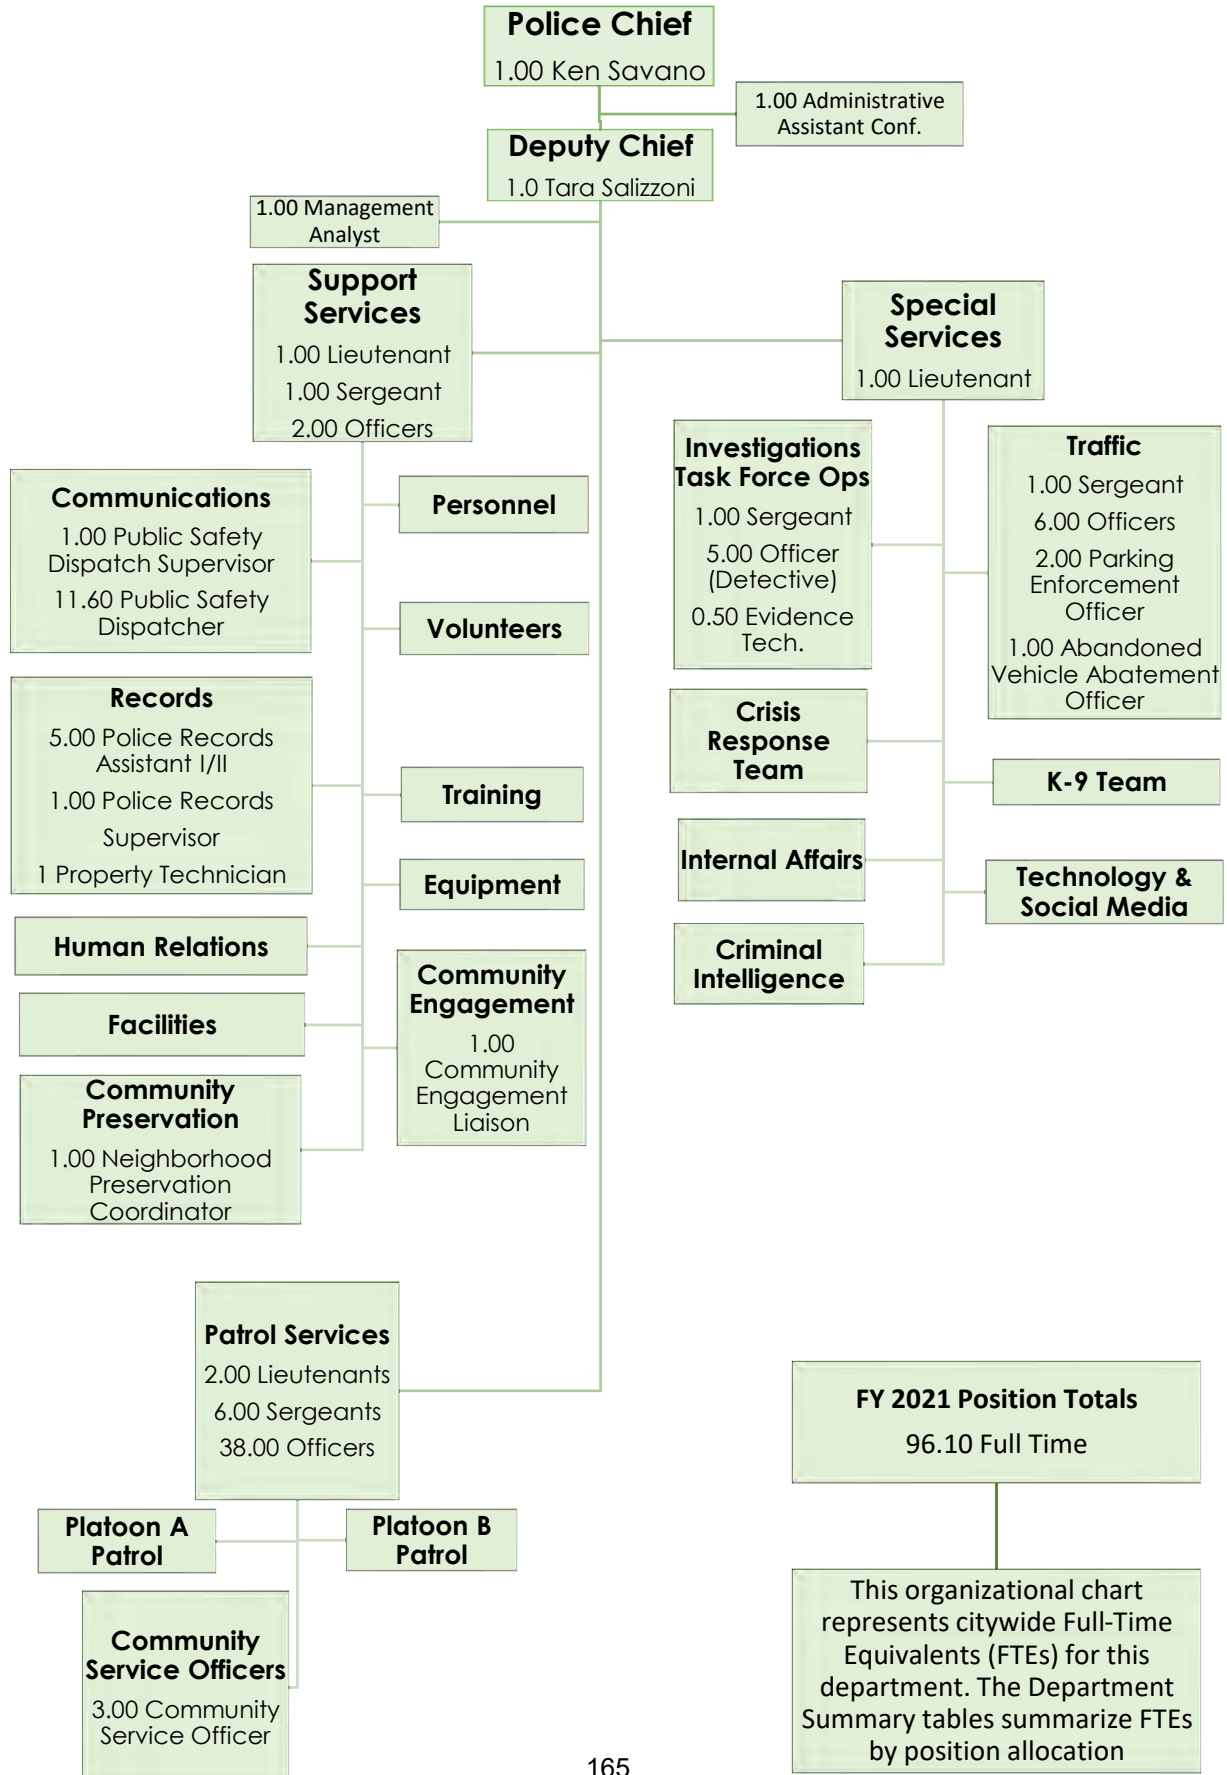 Police Chief
1.00 Ken Savano
1.00 Administrative
Assistant Conf.
Deputy Chief
1.0 Tara Salizzoni
1.00 Management
Analyst
Support
Services
1.00 Lieutenant
1.00 Sergeant
2.00 Officers
Special
Services
1.00 Lieutenant
Communications
1.00 Public Safety
Dispatch Supervisor
11.60 Public Safety
Dispatcher
Personnel
Volunteers
Records
5.00 Police Records
Assistant I/II
1.00 Police Records
Supervisor
1 Property Technician
Training
Equipment
Human Relations
Facilities
Community
Engagement
1.00
Community
Engagement
Liaison
Community
Preservation
1.00 Neighborhood
Preservation
Coordinator
Investigations
Task Force Ops
1.00 Sergeant
5.00 Officer
(Detective)
0.50 Evidence
Tech.
Traffic
1.00 Sergeant
6.00 Officers
2.00 Parking
Enforcement
Officer
1.00 Abandoned
Vehicle Abatement
Officer
Crisis
Response
Team
K-9 Team
Internal Affairs
Technology &
Social Media
Criminal
Intelligence
Patrol Services
2.00 Lieutenants
6.00 Sergeants
38.00 Officers
Platoon A
Patrol
Platoon B
Patrol
Community
Service Officers
3.00 Community
Service Officer
FY 2021 Position Totals
96.10 Full Time
This organizational chart
represents citywide Full-Time
Equivalents (FTEs) for this
department. The Department
Summary tables summarize FTEs
by position allocation
165